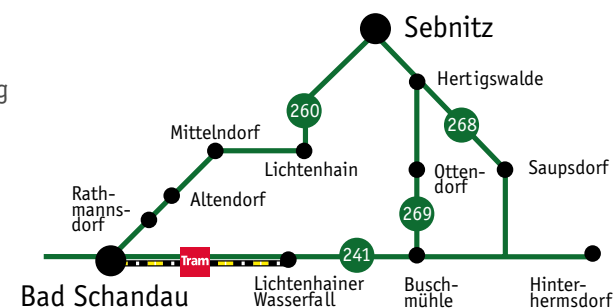 Sebnitz
g
Hertigswalde
260
268
Mittelndorf
Lichtenhain
Otten-
dorf
Saupsdorf
Rath-
manns-
dorf
Altendorf
269
Tram
241
Bad Schandau
Lichtenhainer
Wasserfall
Busch-
mühle
Hinter-
hermsdorf